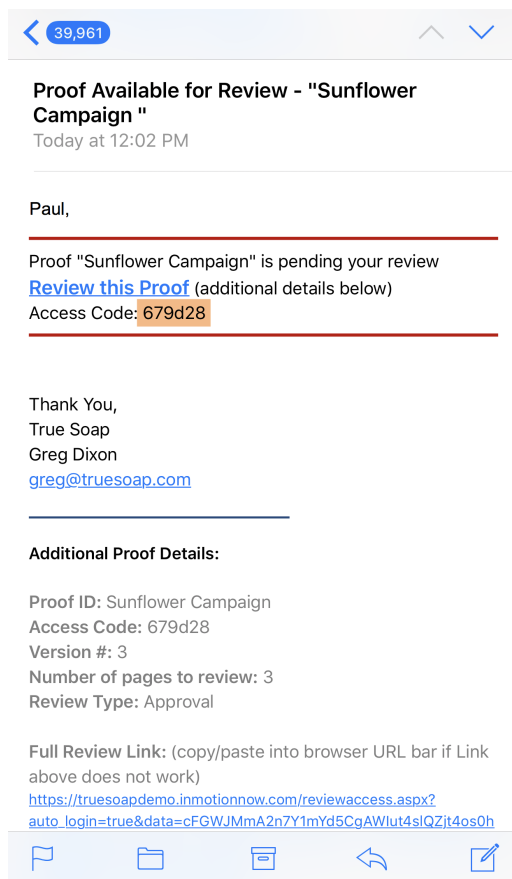 39,961
Proof Available for Review - "Sunflower
Campaign "
Today at 12:02 PM
Paul,
Proof "Sunflower Campaign" is pending your review
Review this Proof (additional details below)
Access Code: 679d28
Thank You,
True Soap
Greg Dixon
greg@truesoap.com
Additional Proof Details:
Proof ID: Sunflower Campaign
Access Code: 679d28
Version #: 3
Number of pages to review: 3
Review Type: Approval
Full Review Link: (copy/paste into browser URL bar if Link
above does not work)
https://truesoapdemo.inmotionnow.com/reviewaccess.aspx?
auto_login=true&data=cFGWJMmA2n7Y1mYd5CgAWIut4slQZjt4os0h